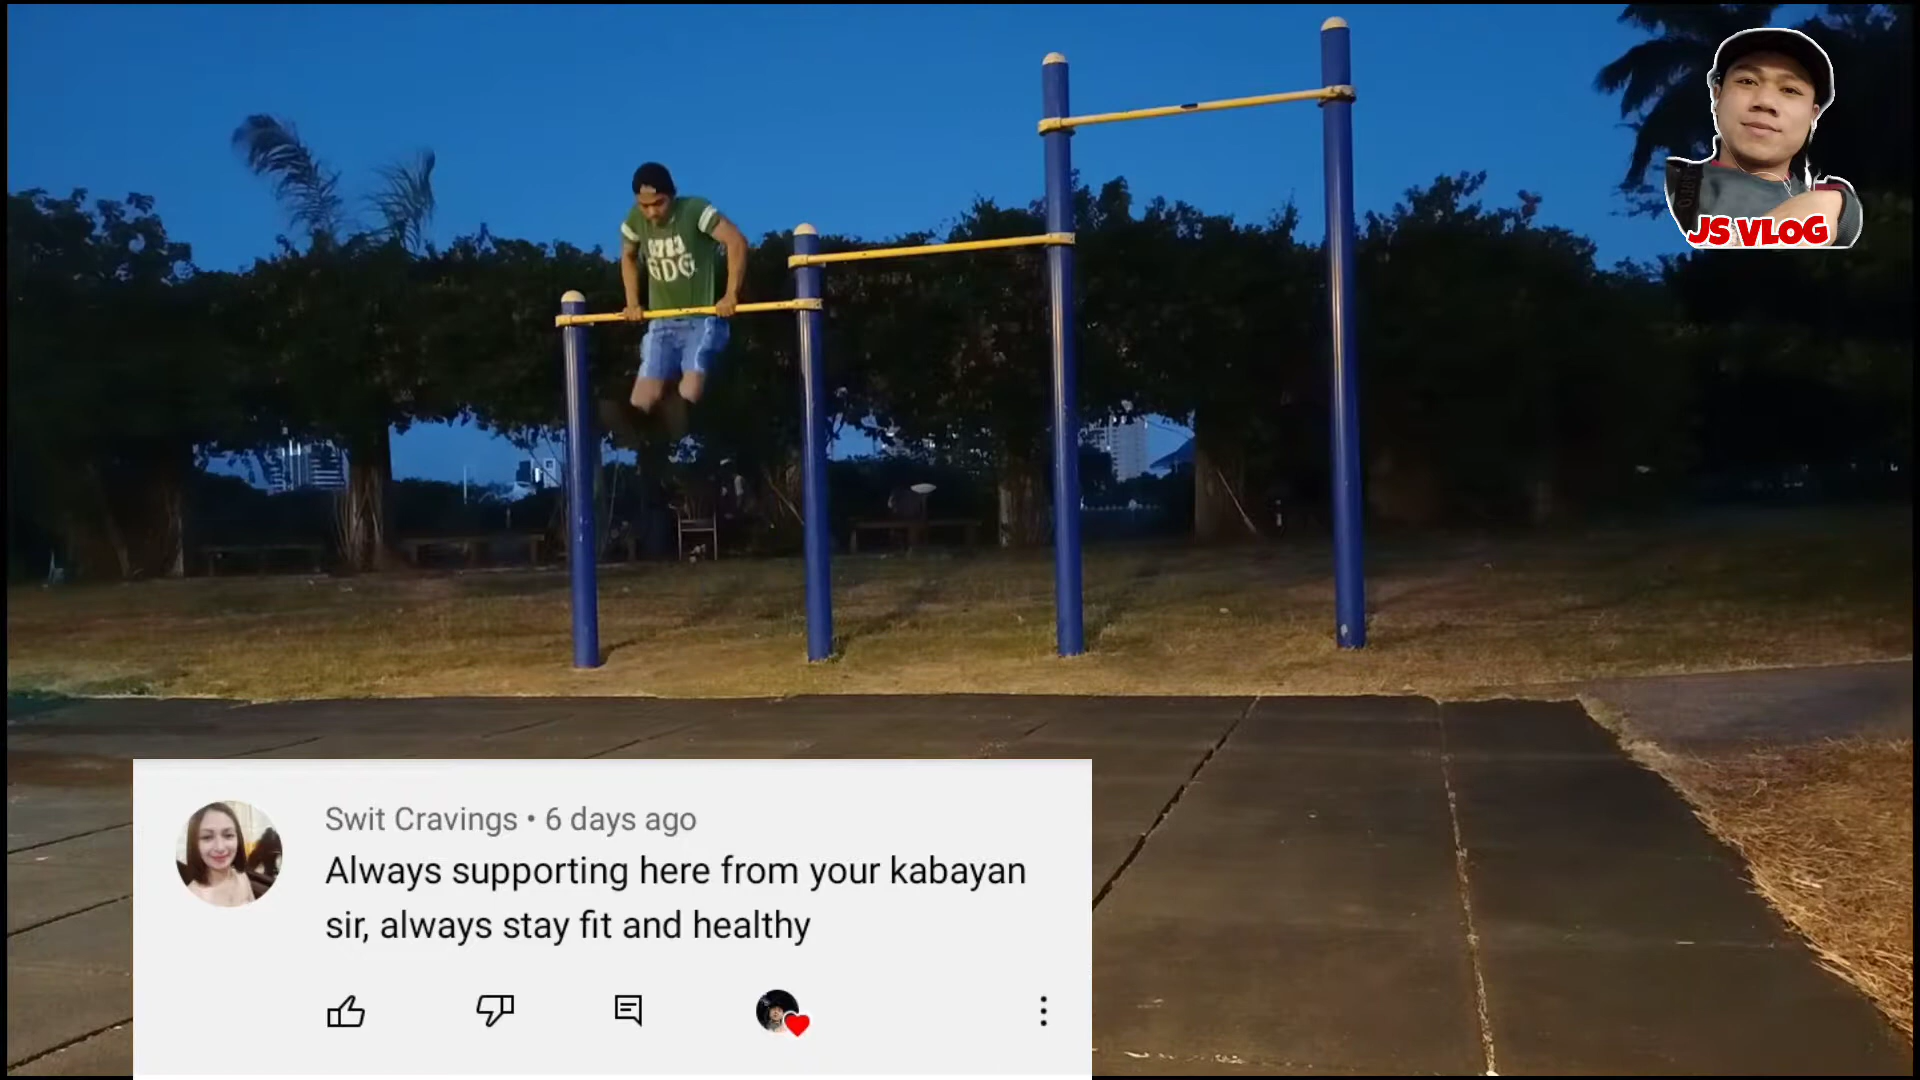 JS VLOG
GDG
Swit Cravings • 6 days ago
Always supporting here from your kabayan
sir, always stay fit and healthy